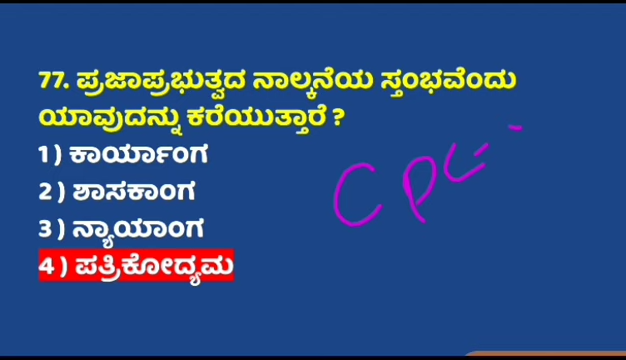 77. ಪ್ರಜಾಪ್ರಭುತ್ವದ ನಾಲ್ಕನೆಯ ಸ್ತಂಭವೆಂದು
ಯಾವುದನ್ನು ಕರೆಯುತ್ತಾರೆ ?
1 ) ಕಾರ್ಯಾಂಗ
2 ) ಶಾಸಕಾಂಗ
3 ) ನ್ಯಾಯಾಂಗ
4 ) ಪತ್ರಿಕೋದ್ಯಮ